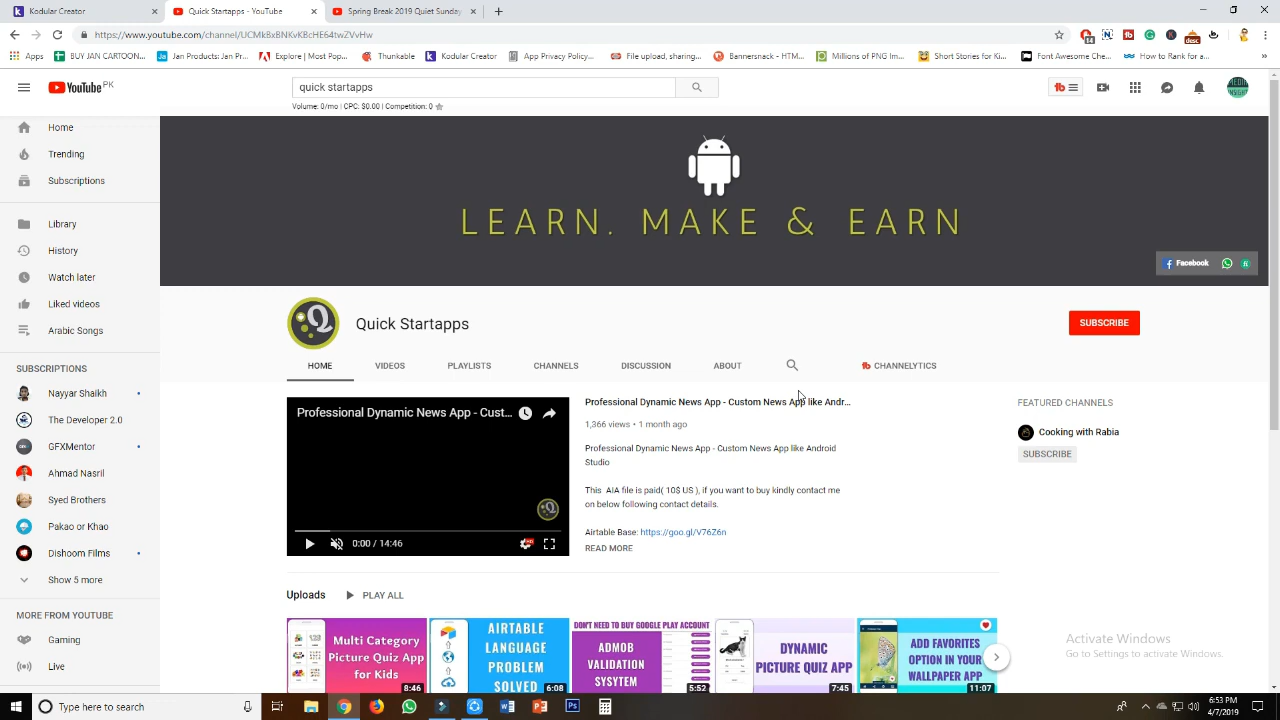 Kodular Creator
Quick Startapps - YouTube
Spring Break 2019 Quindy Sunday
https://www.youtube.com/channel/UCMkBxBNKvKBcHE64twZVvHw
Apps
BUY JAN CARTOON...
Ja Jan Photos | Jan Parters...
Explore | Most Pop...
Thunkable
Kodular Creator
App Privacy Policy...
File upload, sharing...
Bannersnack - HTM...
Millions of PNG Im...
Short Stories for Ki...
Font Awesome Ch...
How to Rank for a...
YouTube PK
quick startapps
Volume: 0/mo | CPC: $0.00 | Competition: 0
Home
Trending
Subscriptions
Library
History
Watch later
Liked videos
Arabic Songs
SUBSCRIPTIONS
Nayyar Shaikh
The Developer 2.0
GFXMentor
Ahmad Nasril
Syed Brothers
Pakao or Khao
Dishoom Films
Show 53 more
MORE FROM YOUTUBE
Gaming
Live
LEARN. MAKE & EARN
Facebook
Quick Startapps
SUBSCRIBE
HOME
VIDEOS
PLAYLISTS
CHANNELS
DISCUSSION
ABOUT
CHANNELYTICS
Professional Dynamic News App - Cust...
0:00 / 14:46
Professional Dynamic News App - Custom News App like Andr...
1,366 views • 1 month ago
Professional Dynamic News App - Custom News App like Android
Studio
This AIA file is paid( 10$ US ), if you want to buy kindly contact me
on below following contact details.
Airtable Base: https://goo.gl/V76Z6n
READ MORE
FEATURED CHANNELS
Cooking with Rabia
SUBSCRIBE
Uploads
PLAY ALL
Multi Category
Picture Quiz App
for Kids
8:46
AIRTABLE
LANGUAGE
PROBLEM
SOLVED
6:08
DON'T NEED TO BUY GOOGLE PLAY ACCOUNT
ADMOB
VALIDATION
SYSYTEM
5:52
DYNAMIC
PICTURE QUIZ APP
7:45
ADD FAVORITES
OPTION IN YOUR
WALLPAPER APP
11:07
Activate Windows
Go to Settings to activate Windows.
Type here to search
6:53 PM
4/7/2019